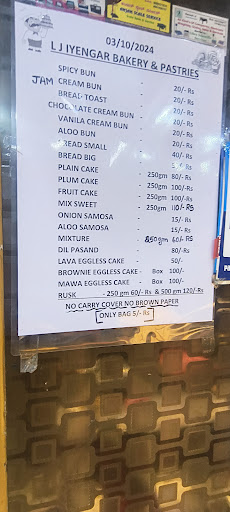 03/10/2024
L J IYENGAR BAKERY & PASTRIES
SPICY BUN - 20/- Rs
JAM CREAM BUN - 20/- Rs
BREAD TOAST - 20/- Rs
CHOCOLATE CREAM BUN - 20/- Rs
VANILA CREAM BUN - 20/- Rs
ALOO BUN - 20/- Rs
BREAD SMALL - 20/- Rs
BREAD BIG - 40/- Rs
PLAIN CAKE - /- Rs
PLUM CAKE - 250gm 80/- Rs
FRUIT CAKE - 250gm 100/- Rs
MIX SWEET - 250gm 110/- Rs
ONION SAMOSA - 15/- Rs
ALOO SAMOSA - 15/- Rs
MIXTURE - 250gm 60/- Rs
DIL PASAND - 80/- Rs
LAVA EGGLESS CAKE - 50/-
BROWNIE EGGLESS CAKE - Box 100/-
MAWA EGGLESS CAKE - Box 100/-
RUSK - 250 gm 60/- Rs & 500 gm 120/-Rs
NO CARRY COVER NO BROWN PAPER
ONLY BAG 5/- Rs